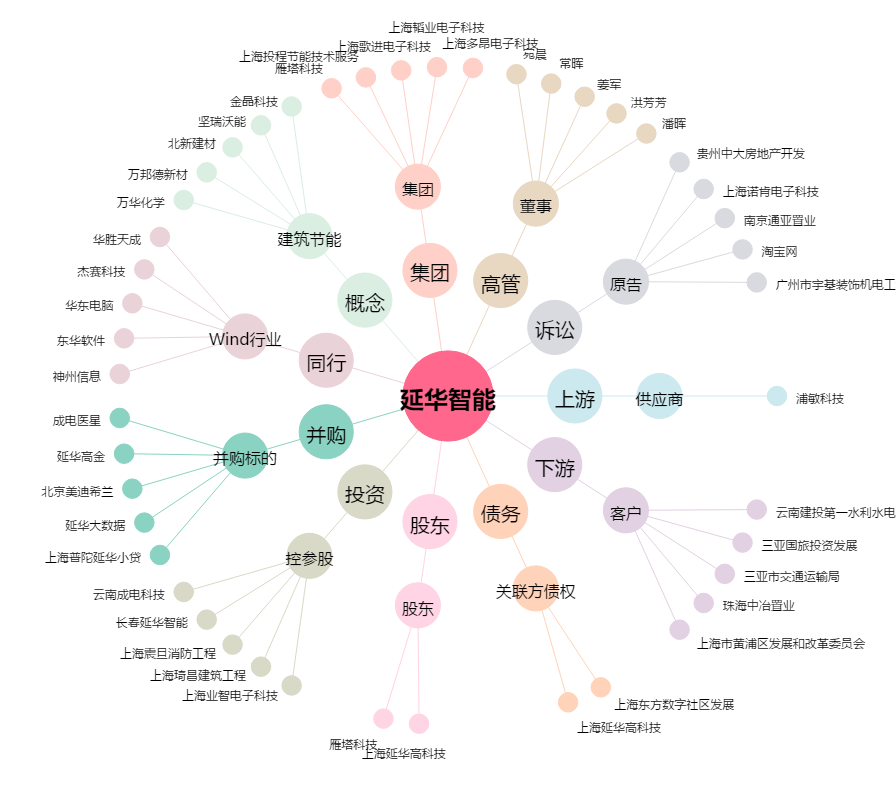 上海韬业电子科技
上海歌进电子科技
上海多昂电子科技
上海投程节能技术服务
雁塔科技
宛晨
常晖
姜军
洪芳芳
潘晖
金邑科技
坚瑞沃能
北新建材
万邦德新材
万华化学
集团
董事
贵州中大房地产开发
上海诺肯电子科技
南京通亚置业
淘宝网
广州市宇基装饰机电工
华胜天成
杰赛科技
华东电脑
东华软件
神州信息
建筑节能
集团
高管
原告
概念
诉讼
Wind行业
同行
延华智能
上游
供应商
浦敏科技
成电医星
延华高金
北京美迪希兰
延华大数据
上海普陀延华小贷
并购
并购标的
下游
投资
股东
债务
客户
云南建投第一水利水电
三亚国旅投资发展
三亚市交通运输局
珠海中冶置业
上海市黄浦区发展和改革委员会
控参股
云南成电科技
长春延华智能
上海震旦消防工程
上海琦昌建筑工程
上海业智电子科技
股东
关联方债权
上海东方数字社区发展
上海延华高科技
雁塔科技
上海延华高科技